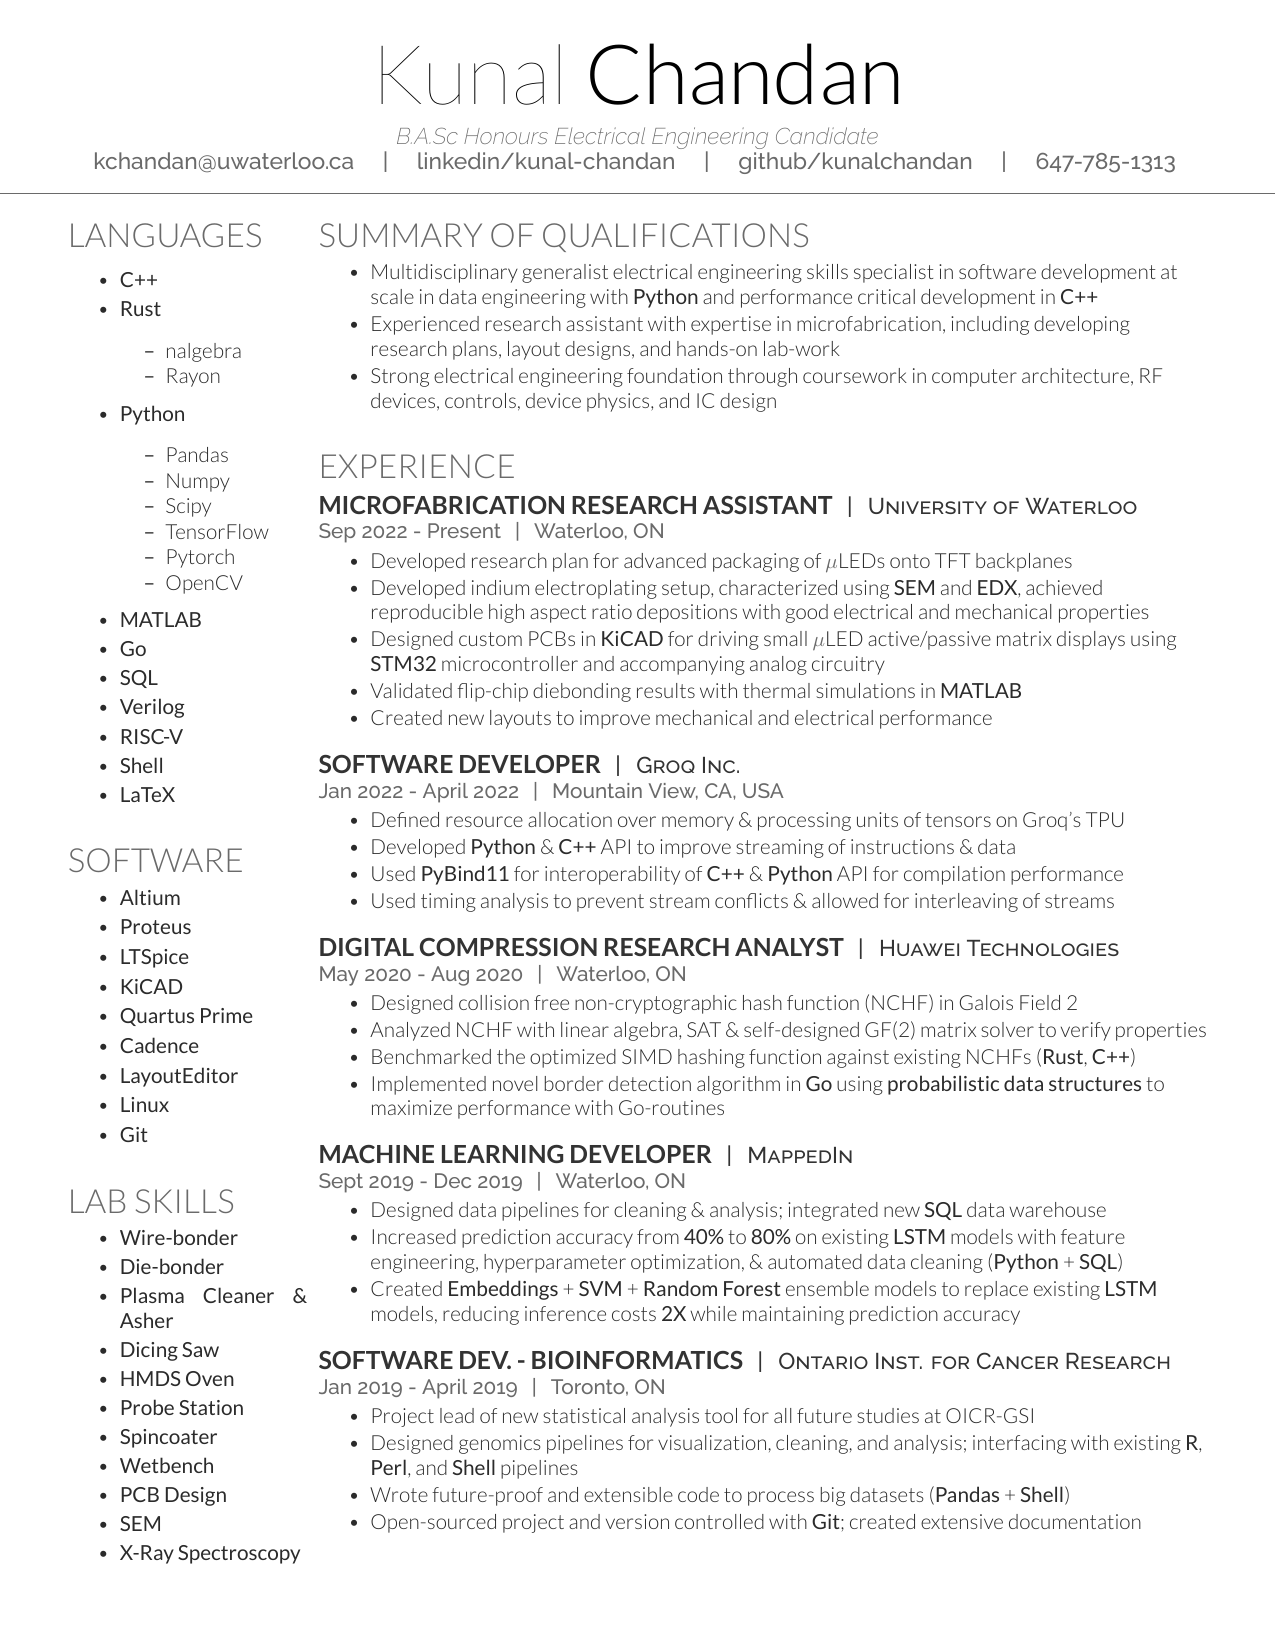 Kunal Chandan
B.A.Sc Honours Electrical Engineering Candidate
kchandan@uwaterloo.ca | linkedin/kunal-chandan | github/kunalchandan | 647-785-1313
LANGUAGES
• C++
• Rust
– nalgebra
– Rayon
• Python
– Pandas
– Numpy
– Scipy
– TensorFlow
– Pytorch
– OpenCV
• MATLAB
• Go
• SQL
• Verilog
• RISC-V
• Shell
• LaTeX
SOFTWARE
• Altium
• Proteus
• LTSpice
• KiCAD
• Quartus Prime
• Cadence
• LayoutEditor
• Linux
• Git
LAB SKILLS
• Wire-bonder
• Die-bonder
• Plasma Cleaner &
Asher
• Dicing Saw
• HMDS Oven
• Probe Station
• Spincoater
• Wetbench
• PCB Design
• SEM
• X-Ray Spectroscopy
SUMMARY OF QUALIFICATIONS
• Multidisciplinary generalist electrical engineering skills specialist in software development at
scale in data engineering with Python and performance critical development in C++
• Experienced research assistant with expertise in microfabrication, including developing
research plans, layout designs, and hands-on lab-work
• Strong electrical engineering foundation through coursework in computer architecture, RF
devices, controls, device physics, and IC design
EXPERIENCE
MICROFABRICATION RESEARCH ASSISTANT | University of Waterloo
Sep 2022 - Present | Waterloo, ON
• Developed research plan for advanced packaging of μLEDs onto TFT backplanes
• Developed indium electroplating setup, characterized using SEM and EDX, achieved
reproducible high aspect ratio depositions with good electrical and mechanical properties
• Designed custom PCBs in KiCAD for driving small μLED active/passive matrix displays using
STM32 microcontroller and accompanying analog circuitry
• Validated flip-chip diebonding results with thermal simulations in MATLAB
• Created new layouts to improve mechanical and electrical performance
SOFTWARE DEVELOPER | Groq Inc.
Jan 2022 - April 2022 | Mountain View, CA, USA
• Defined resource allocation over memory & processing units of tensors on Groq's TPU
• Developed Python & C++ API to improve streaming of instructions & data
• Used PyBind11 for interoperability of C++ & Python API for compilation performance
• Used timing analysis to prevent stream conflicts & allowed for interleaving of streams
DIGITAL COMPRESSION RESEARCH ANALYST | Huawei Technologies
May 2020 - Aug 2020 | Waterloo, ON
• Designed collision free non-cryptographic hash function (NCHF) in Galois Field 2
• Analyzed NCHF with linear algebra, SAT & self-designed GF(2) matrix solver to verify properties
• Benchmarked the optimized SIMD hashing function against existing NCHFs (Rust, C++)
• Implemented novel border detection algorithm in Go using probabilistic data structures to
maximize performance with Go-routines
MACHINE LEARNING DEVELOPER | MappedIn
Sept 2019 - Dec 2019 | Waterloo, ON
• Designed data pipelines for cleaning & analysis; integrated new SQL data warehouse
• Increased prediction accuracy from 40% to 80% on existing LSTM models with feature
engineering, hyperparameter optimization, & automated data cleaning (Python + SQL)
• Created Embeddings + SVM + Random Forest ensemble models to replace existing LSTM
models, reducing inference costs 2X while maintaining prediction accuracy
SOFTWARE DEV. - BIOINFORMATICS | Ontario Inst. for Cancer Research
Jan 2019 - April 2019 | Toronto, ON
• Project lead of new statistical analysis tool for all future studies at OICR-GSI
• Designed genomics pipelines for visualization, cleaning, and analysis; interfacing with existing R,
Perl, and Shell pipelines
• Wrote future-proof and extensible code to process big datasets (Pandas + Shell)
• Open-sourced project and version controlled with Git; created extensive documentation